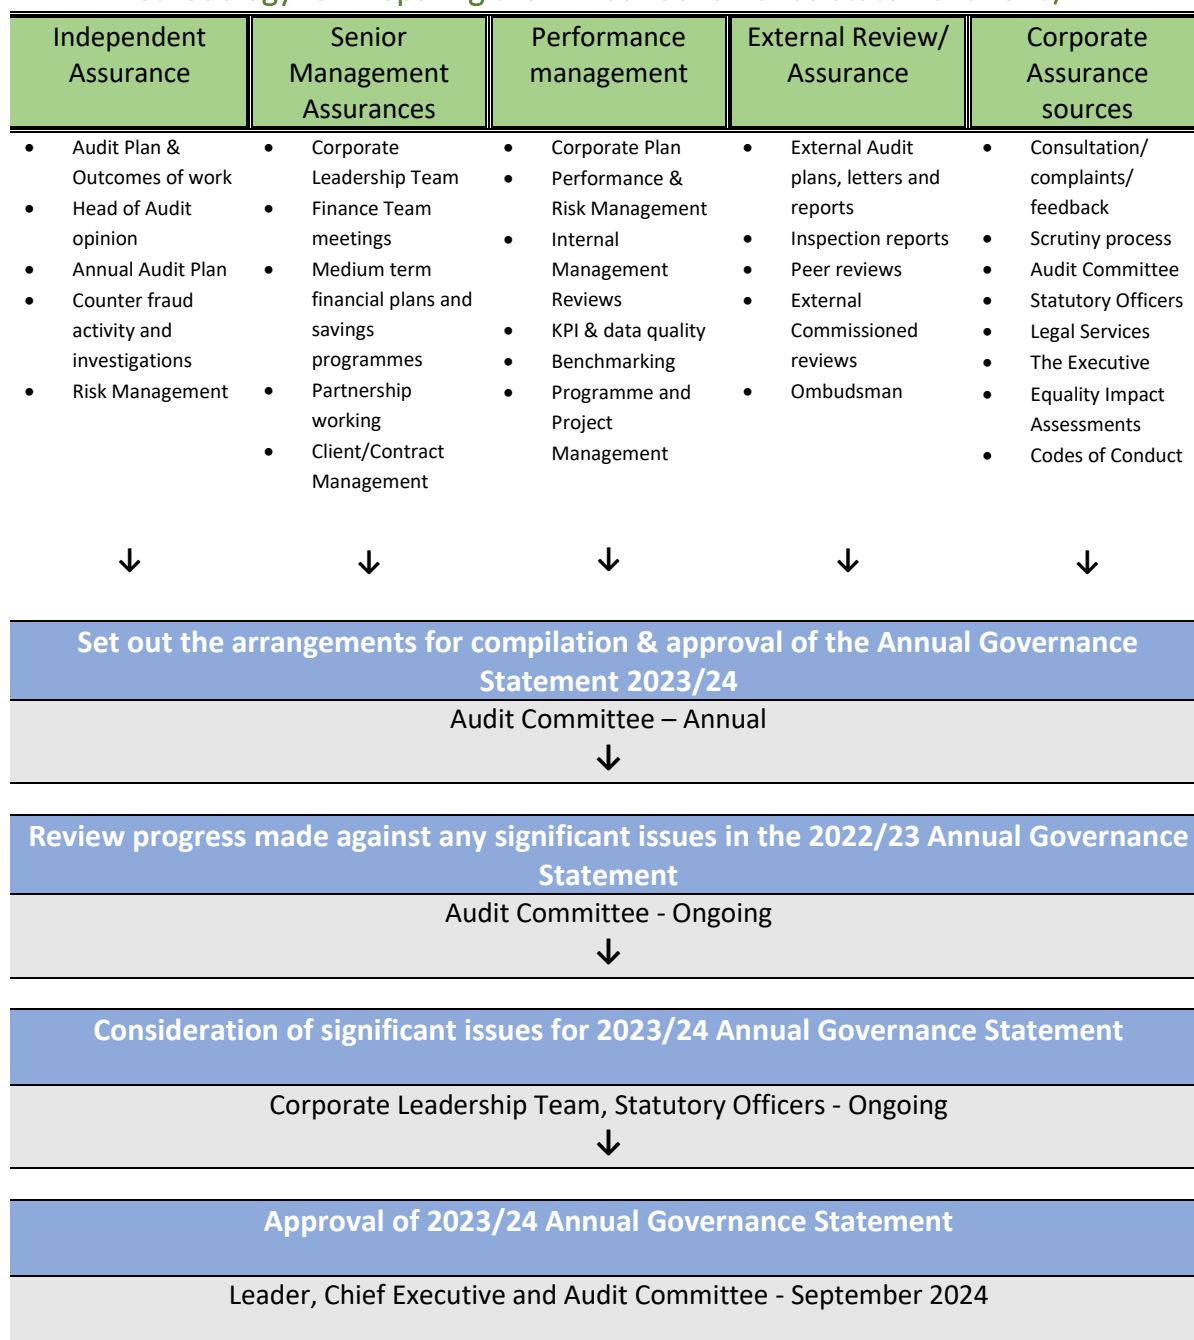 Independent
Assurance
Senior
Management
Assurances
Performance
management
External Review/
Assurance
Corporate
Assurance
sources
• Audit Plan &
Outcomes of work
• Head of Audit
opinion
• Annual Audit Plan
• Counter fraud
activity and
investigations
• Risk Management
• Corporate
Leadership Team
• Finance Team
meetings
• Medium term
financial plans and
savings
programmes
• Partnership
working
• Client/Contract
Management
• Corporate Plan
• Performance &
Risk Management
• Internal
Management
Reviews
• KPI & data quality
• Benchmarking
• Programme and
Project
Management
• External Audit
plans, letters and
reports
• Inspection reports
• Peer reviews
• External
Commissioned
reviews
• Ombudsman
• Consultation/
complaints/
feedback
• Scrutiny process
• Audit Committee
• Statutory Officers
• Legal Services
• The Executive
• Equality Impact
Assessments
• Codes of Conduct
Set out the arrangements for compilation & approval of the Annual Governance
Statement 2023/24
Audit Committee – Annual
Review progress made against any significant issues in the 2022/23 Annual Governance
Statement
Audit Committee - Ongoing
Consideration of significant issues for 2023/24 Annual Governance Statement
Corporate Leadership Team, Statutory Officers - Ongoing
Approval of 2023/24 Annual Governance Statement
Leader, Chief Executive and Audit Committee - September 2024